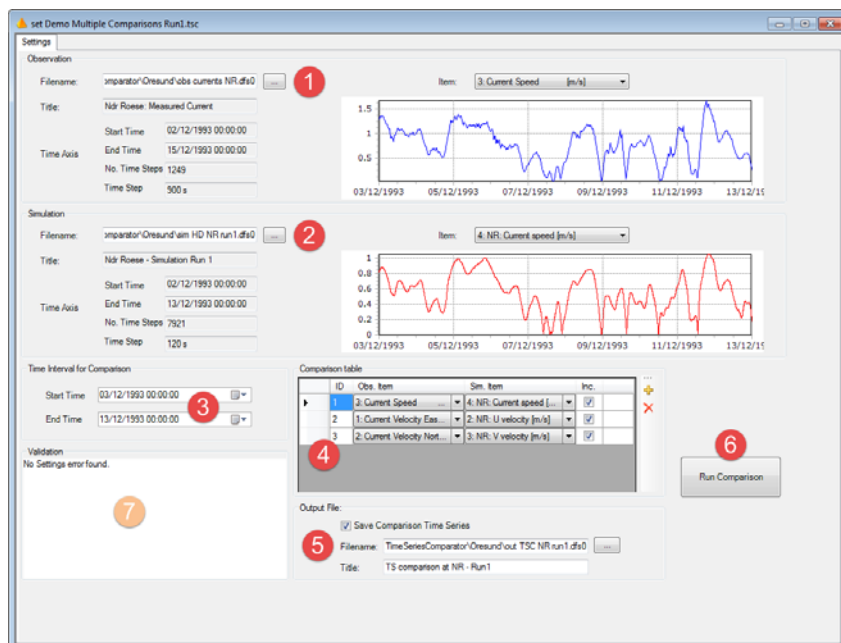 set Demo Multiple Comparisons Run1.tsc
Settings
Observation
Filename: omparator\Oresund\obs currents NR.dfs0 ... 1 Item: 3: Current Speed [m/s]
Title: Ndr Roese: Measured Current
Start Time 02/12/1993 00:00:00
Time Axis End Time 15/12/1993 00:00:00
No. Time Steps 1249
Time Step 900 s
1.5
1
0.5
03/12/1993 05/12/1993 07/12/1993 09/12/1993 11/12/1993 13/12/19
Simulation
Filename: omparator\Oresund\sim HD NR run1.dfs0 ... 2 Item: 4: NR: Current speed [m/s]
Title: Ndr Roese - Simulation Run 1
Start Time 02/12/1993 00:00:00
Time Axis End Time 13/12/1993 00:00:00
No. Time Steps 7921
Time Step 120 s
1
0.8
0.6
0.4
0.2
0
03/12/1993 05/12/1993 07/12/1993 09/12/1993 11/12/1993 13/12/19
Time Interval for Comparison
Start Time 03/12/1993 00:00:00
3
End Time 13/12/1993 00:00:00
Comparison table
ID Obs. Item Sim. Item Inc.
1 3: Current Speed ... 4: NR: Current speed [...
2 1: Current Velocity Eas... 2: NR: U velocity [m/s]
3 2: Current Velocity Nort... 3: NR: V velocity [m/s]
4
6
Run Comparison
Validation
No Settings error found.
7
Output File:
Save Comparison Time Series
5 Filename: TimeSeriesComparator\Oresund\out TSC NR run1.dfs0 ...
Title: TS comparison at NR - Run1